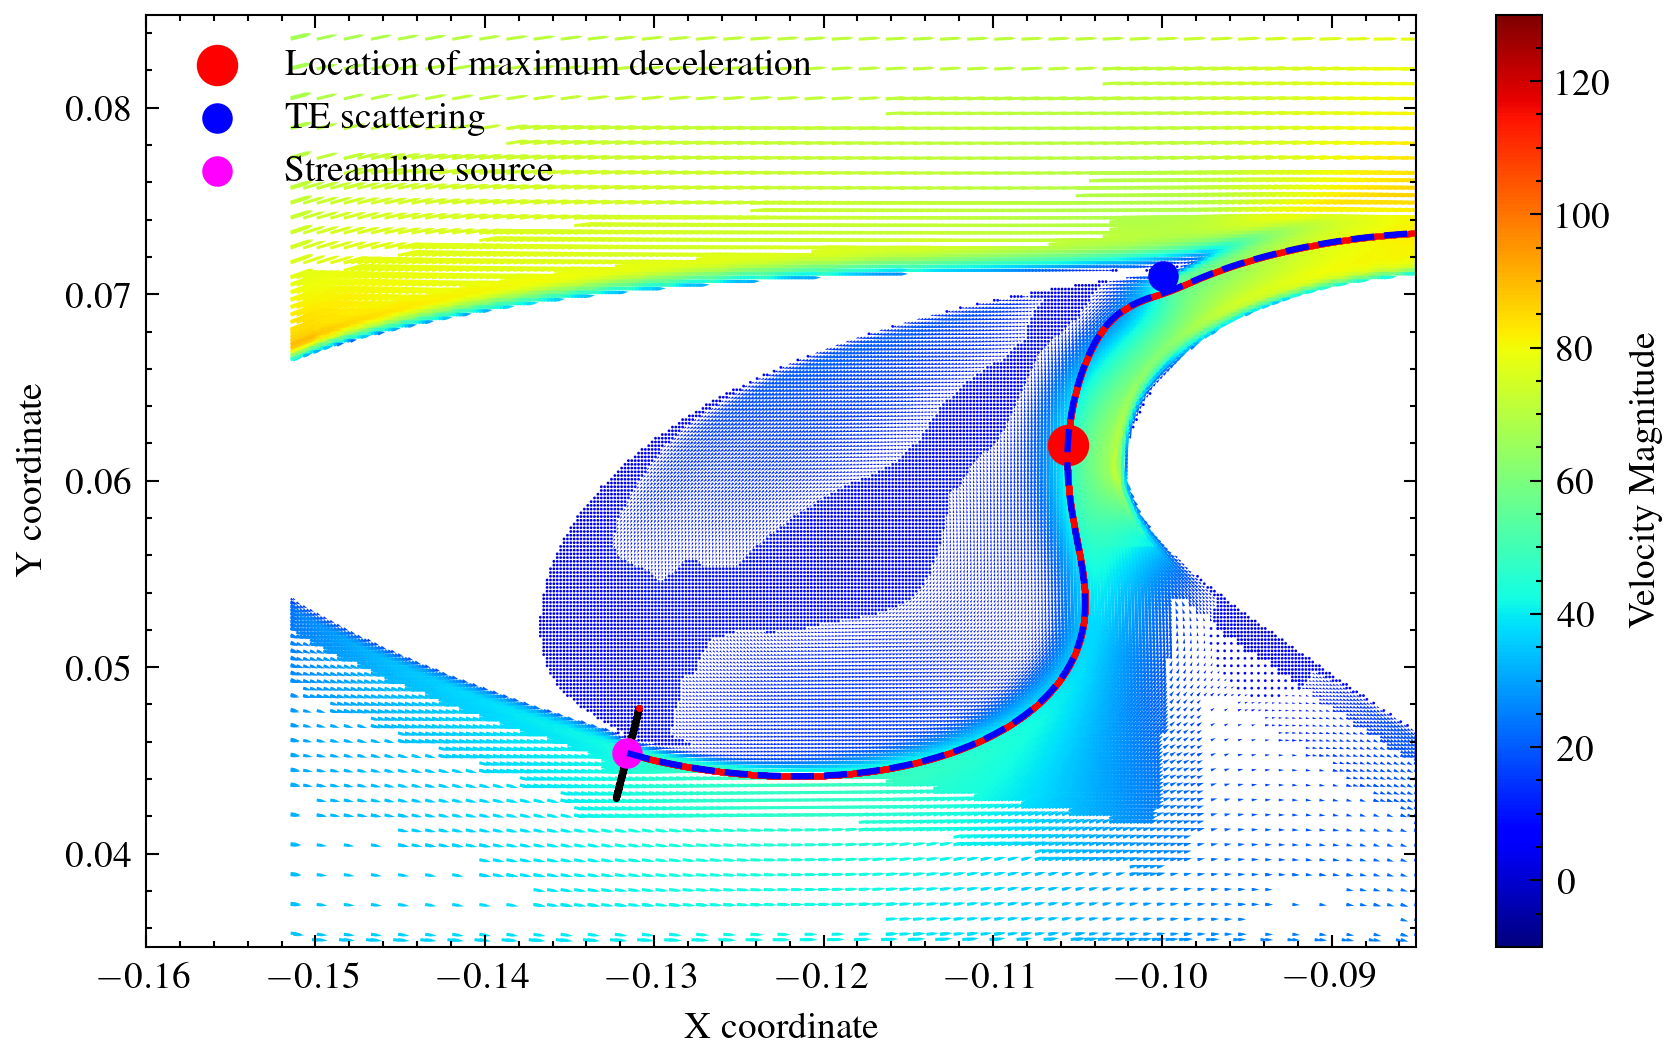 Location of maximum deceleration
TE scattering
Streamline source
0.08
0.07
0.06
0.05
0.04
Y coordinate
−0.16 −0.15 −0.14 −0.13 −0.12 −0.11 −0.10 −0.09
X coordinate
120
100
80
60
40
20
0
Velocity Magnitude